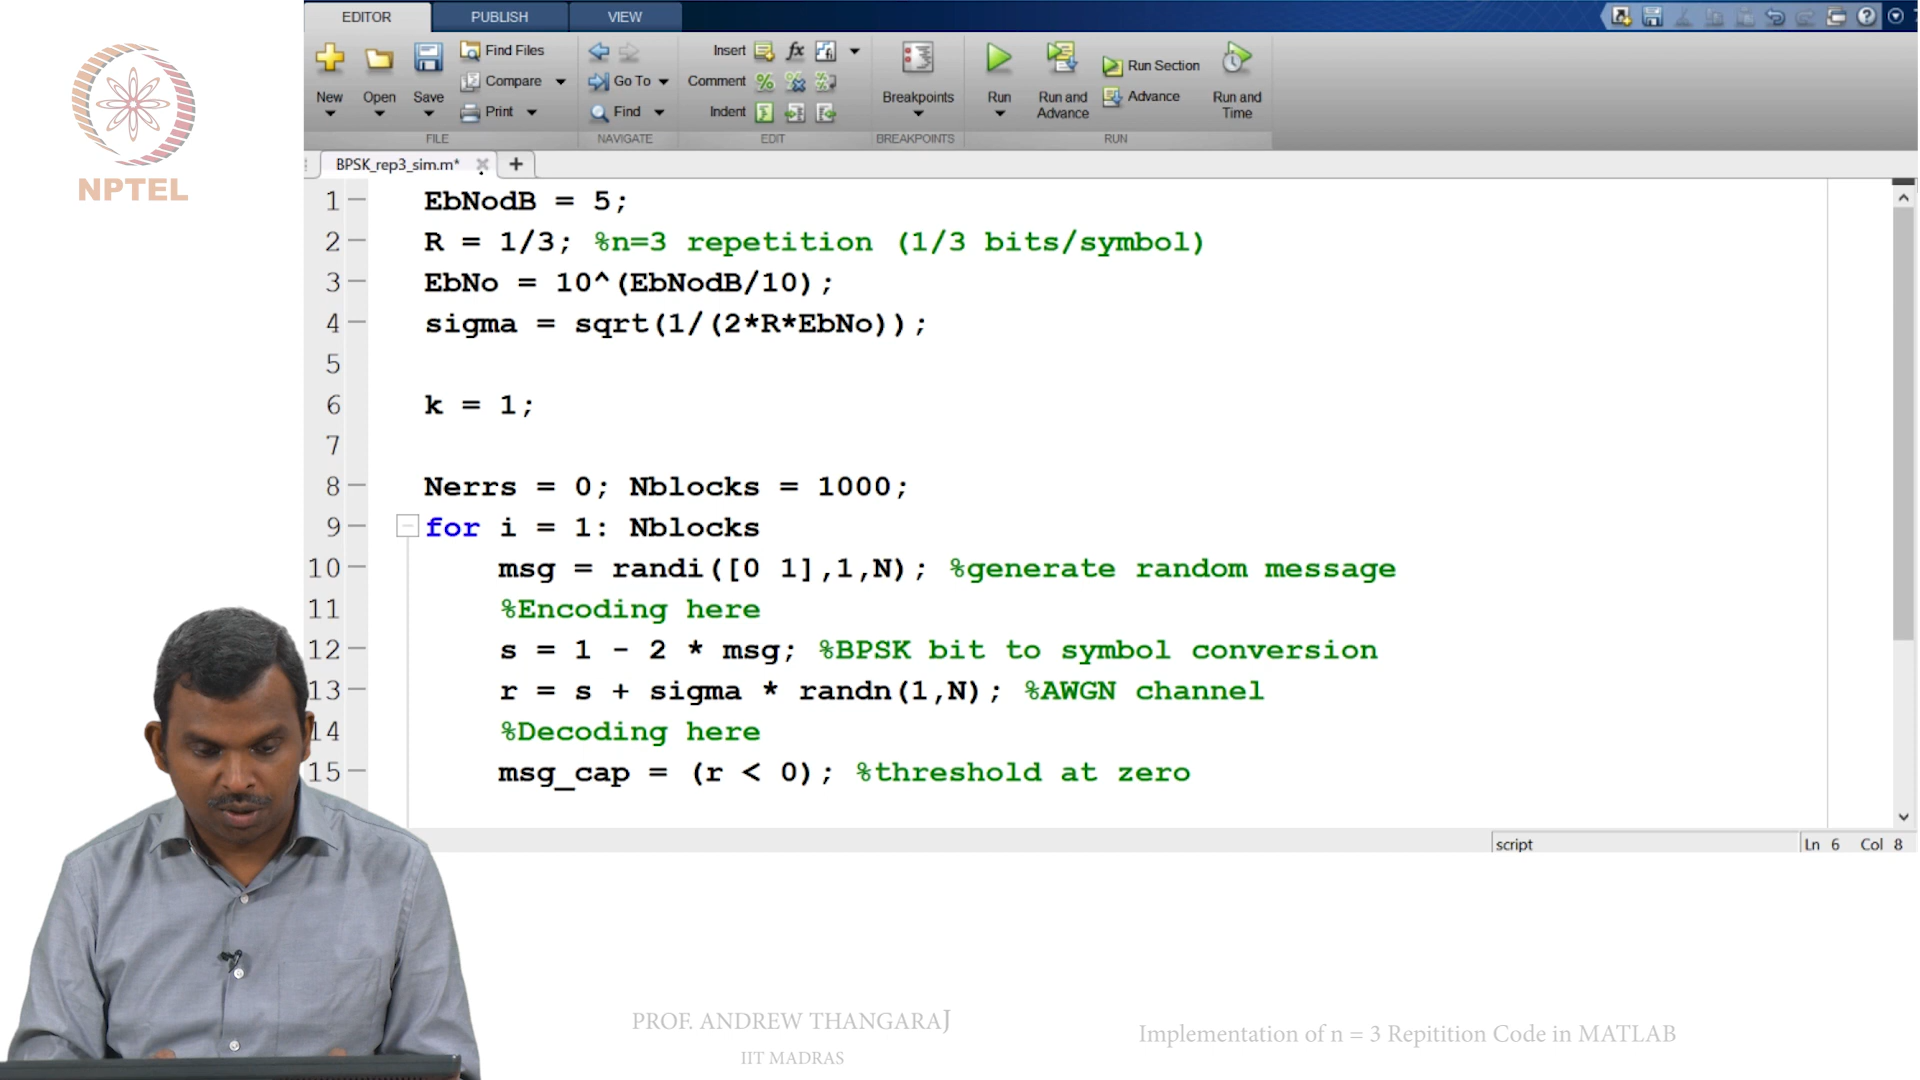 EDITOR PUBLISH VIEW
New Open Save Find Files Compare Print
FILE
Go To Find
NAVIGATE
Insert fx
Comment
Indent
EDIT
Breakpoints
BREAKPOINTS
Run Run and Advance Run Section Advance Run and Time
RUN
NPTEL
BPSK_rep3_sim.m*
1 EbNodB = 5;
2 R = 1/3; %n=3 repetition (1/3 bits/symbol)
3 EbNo = 10^(EbNodB/10);
4 sigma = sqrt(1/(2*R*EbNo));
5
6 k = 1;
7
8 Nerrs = 0; Nblocks = 1000;
9 for i = 1: Nblocks
10 msg = randi([0 1],1,N); %generate random message
11 %Encoding here
12 s = 1 - 2 * msg; %BPSK bit to symbol conversion
13 r = s + sigma * randn(1,N); %AWGN channel
14 %Decoding here
15 msg_cap = (r < 0); %threshold at zero
script Ln 6 Col 8
PROF. ANDREW THANGARAJ
IIT MADRAS
Implementation of n = 3 Repitition Code in MATLAB